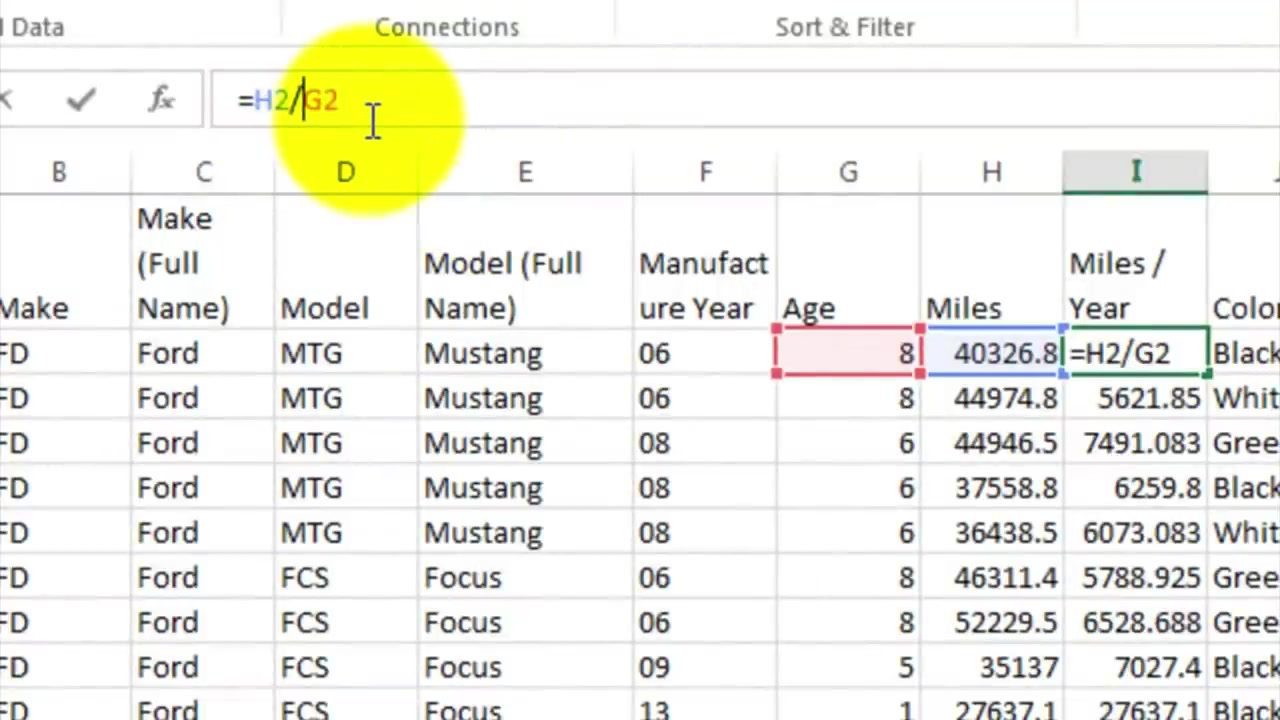 l Data Connections Sort & Filter
fx =H2/G2
B C D E F G H I
Make
(Full Model (Full Manufact Miles /
Make Name) Model Name) ure Year Age Miles Year Color
FD Ford MTG Mustang 06 8 40326.8 =H2/G2 Black
FD Ford MTG Mustang 06 8 44974.8 5621.85 Whit
FD Ford MTG Mustang 08 6 44946.5 7491.083 Gree
FD Ford MTG Mustang 08 6 37558.8 6259.8 Black
FD Ford MTG Mustang 08 6 36438.5 6073.083 Whit
FD Ford FCS Focus 06 8 46311.4 5788.925 Gree
FD Ford FCS Focus 06 8 52229.5 6528.688 Gree
FD Ford FCS Focus 09 5 35137 7027.4 Black
FD Ford FCS Focus 13 1 27637.1 27637.1 Black